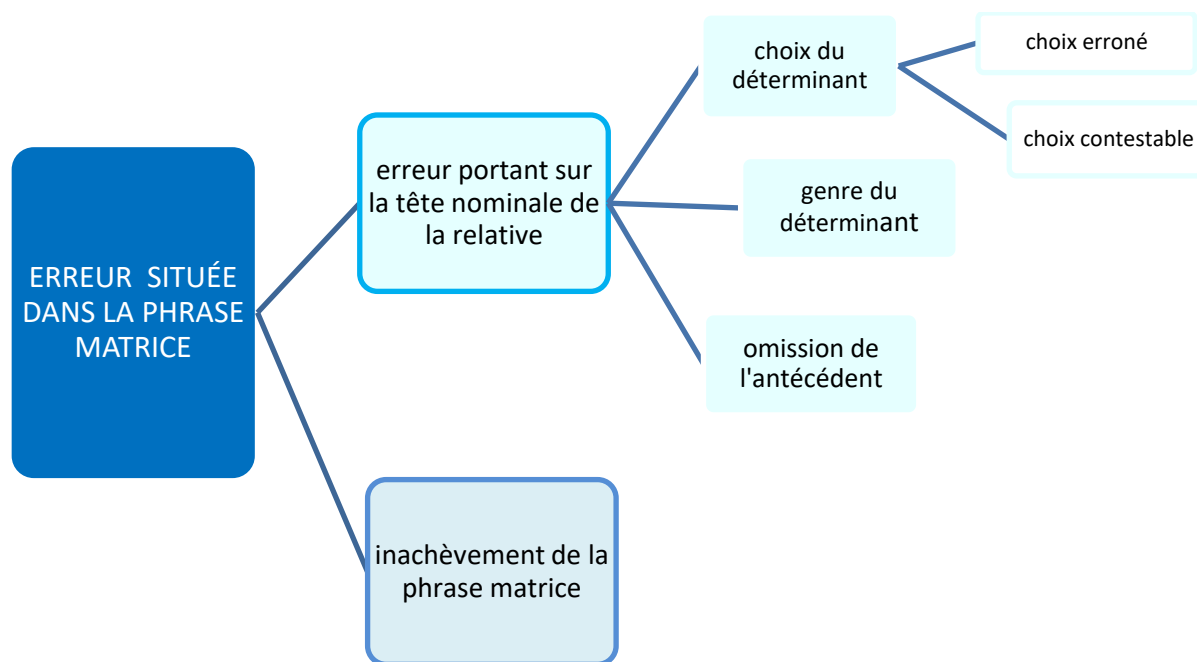 ERREUR SITUÉE
DANS LA PHRASE
MATRICE
erreur portant sur
la tête nominale de
la relative
inachèvement de la
phrase matrice
choix du
déterminant
genre du
déterminant
omission de
l'antécédent
choix erroné
choix contestable